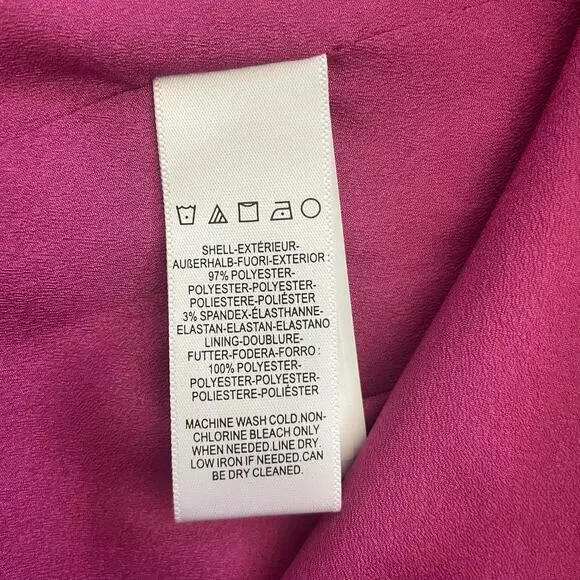 SHELL-EXTÉRIEUR-
AUßERHALB-FUORI-EXTERIOR :
97% POLYESTER-
POLYESTER-POLYESTER-
POLIESTERE-POLIÉSTER
3% SPANDEX-ÉLASTHANNE-
ELASTAN-ELASTAN-ELASTANO
LINING-DOUBLURE-
FUTTER-FODERA-FORRO :
100% POLYESTER-
POLYESTER-POLYESTER-
POLIESTERE-POLIÉSTER
MACHINE WASH COLD.NON-
CHLORINE BLEACH ONLY
WHEN NEEDED.LINE DRY.
LOW IRON IF NEEDED.CAN
BE DRY CLEANED.